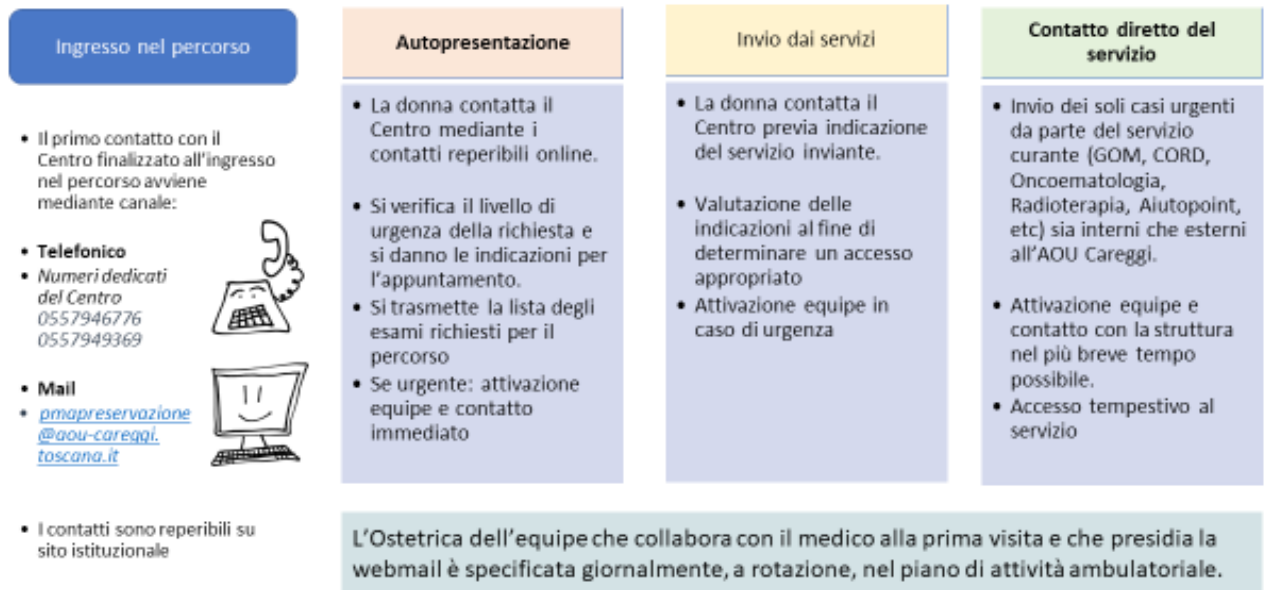 Ingresso nel percorso
• Il primo contatto con il
Centro finalizzato all'ingresso
nel percorso avviene
mediante canale:
• Telefonico
• Numeri dedicati
del Centro
0557946776
0557949369
• Mail
• pmapreservazione
@aou-careggi.
toscana.it
• I contatti sono reperibili su
sito istituzionale
Autopresentazione
• La donna contatta il
Centro mediante i
contatti reperibili online.
• Si verifica il livello di
urgenza della richiesta e
si danno le indicazioni per
l'appuntamento.
• Si trasmette la lista degli
esami richiesti per il
percorso
• Se urgente: attivazione
equipe e contatto
immediato
Invio dai servizi
• La donna contatta il
Centro previa indicazione
del servizio inviante.
• Valutazione delle
indicazioni al fine di
determinare un accesso
appropriato
• Attivazione equipe in
caso di urgenza
Contatto diretto del
servizio
• Invio dei soli casi urgenti
da parte del servizio
curante (GOM, CORD,
Oncoematologia,
Radioterapia, Aiutopoint,
etc) sia interni che esterni
all'AOU Careggi.
• Attivazione equipe e
contatto con la struttura
nel più breve tempo
possibile.
• Accesso tempestivo al
servizio
L'Ostetrica dell'equipe che collabora con il medico alla prima visita e che presidia la
webmail è specificata giornalmente, a rotazione, nel piano di attività ambulatoriale.